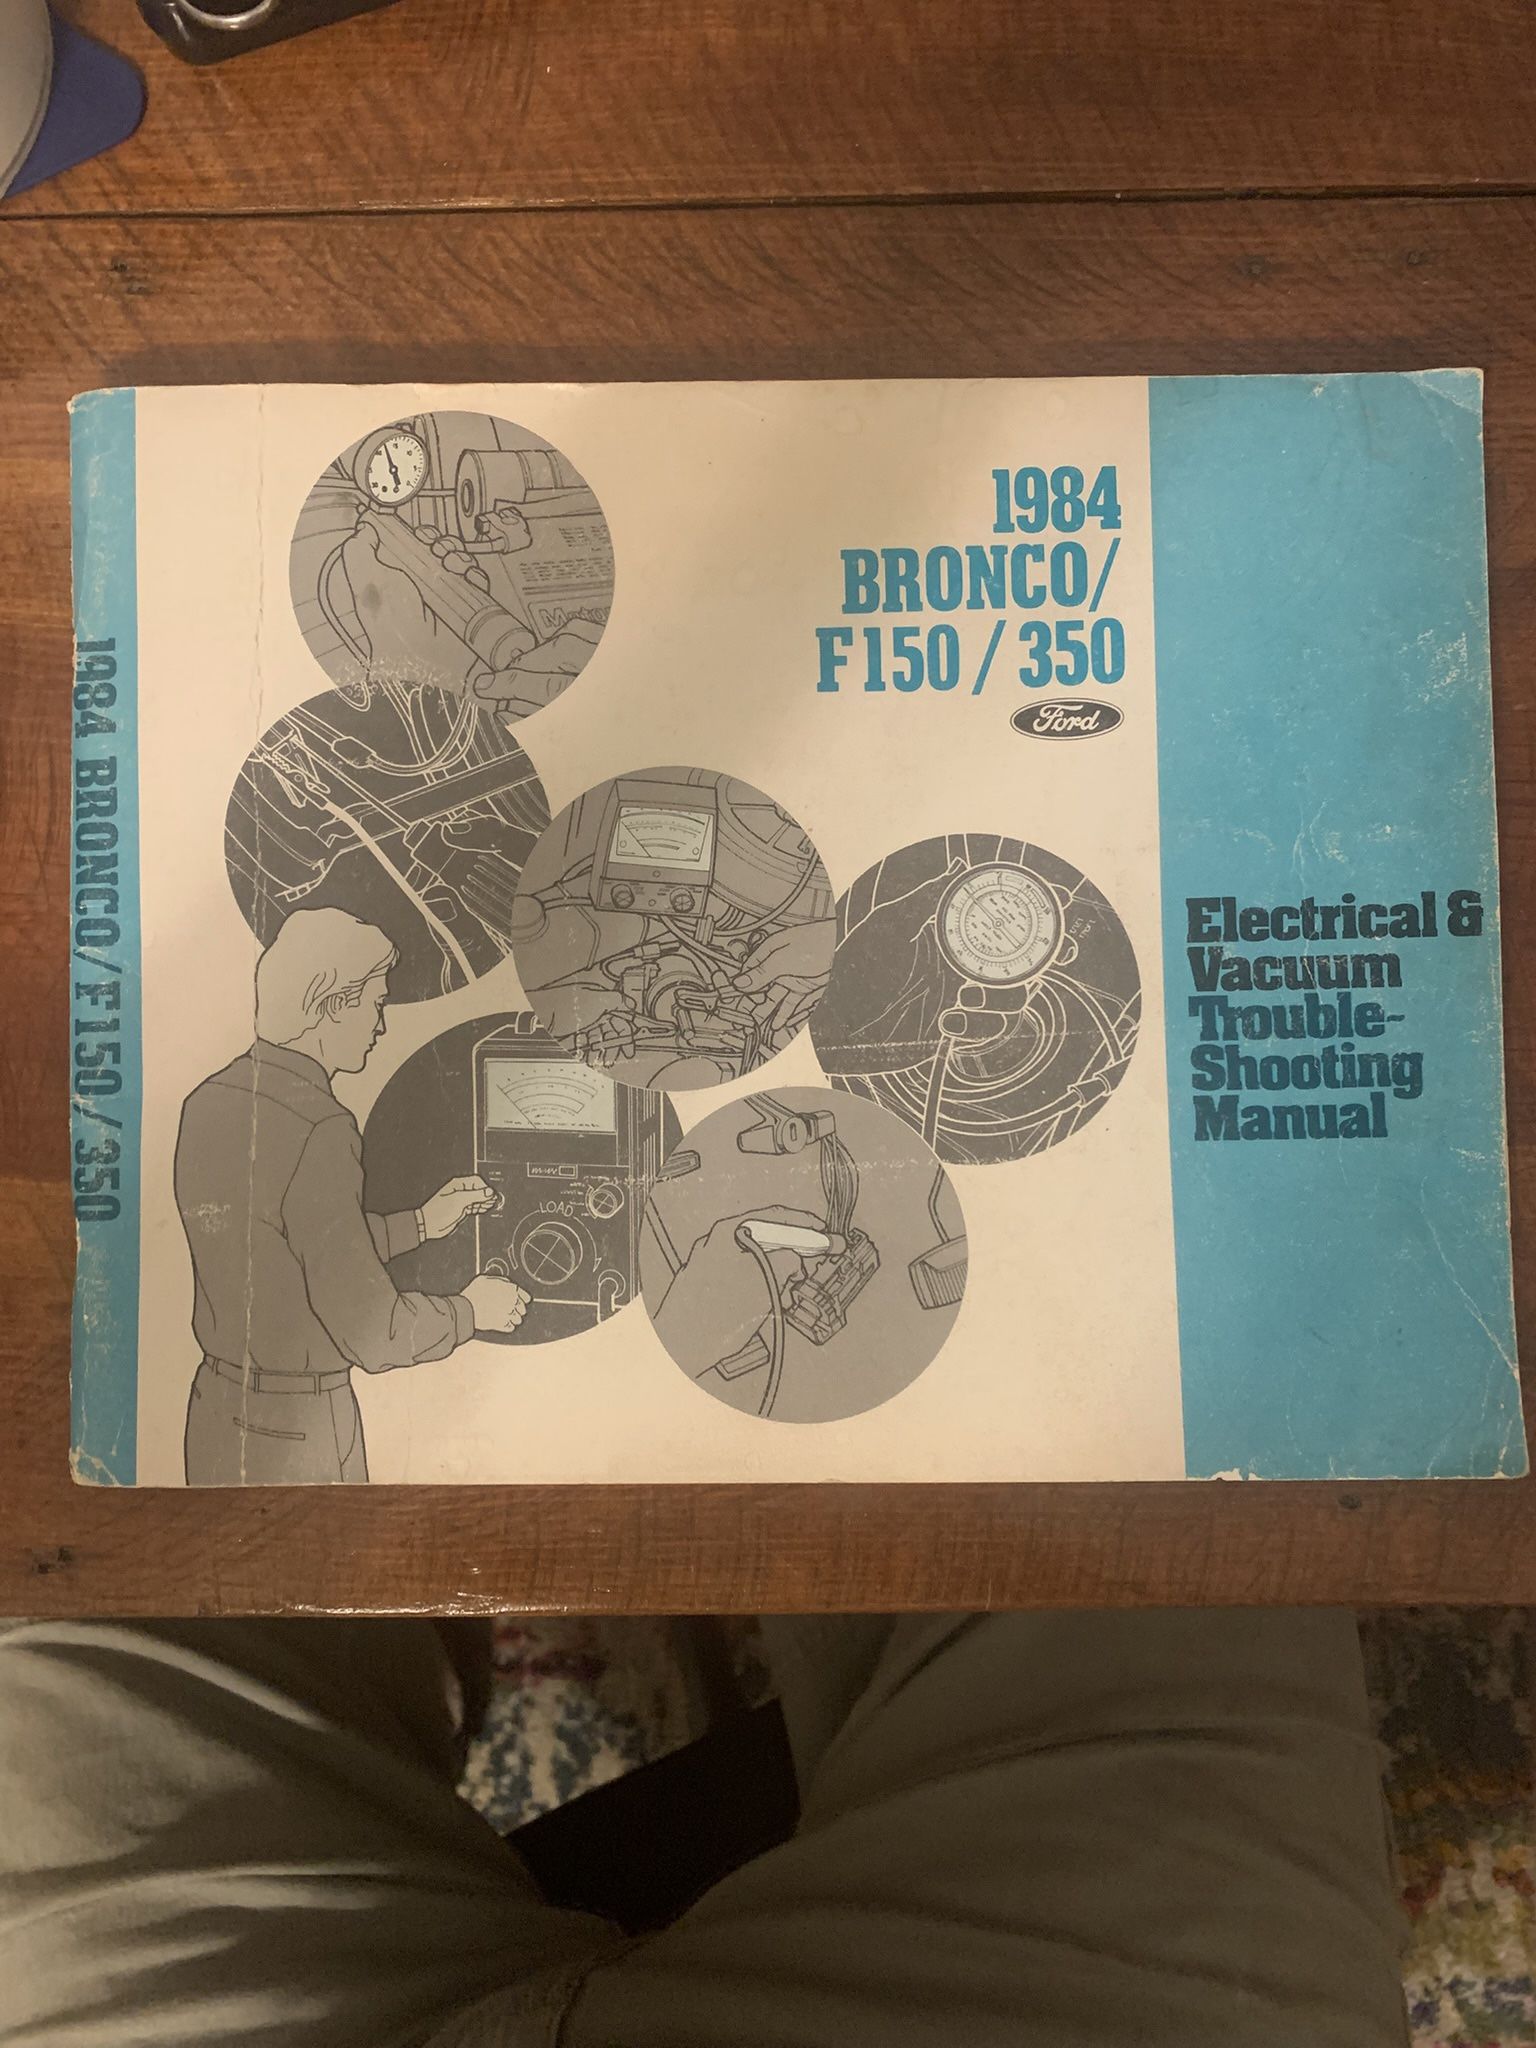 1984
BRONCO/
F150/350
Ford
Electrical &
Vacuum
Trouble-
Shooting
Manual
1984 BRONCO/F150/350
LOAD